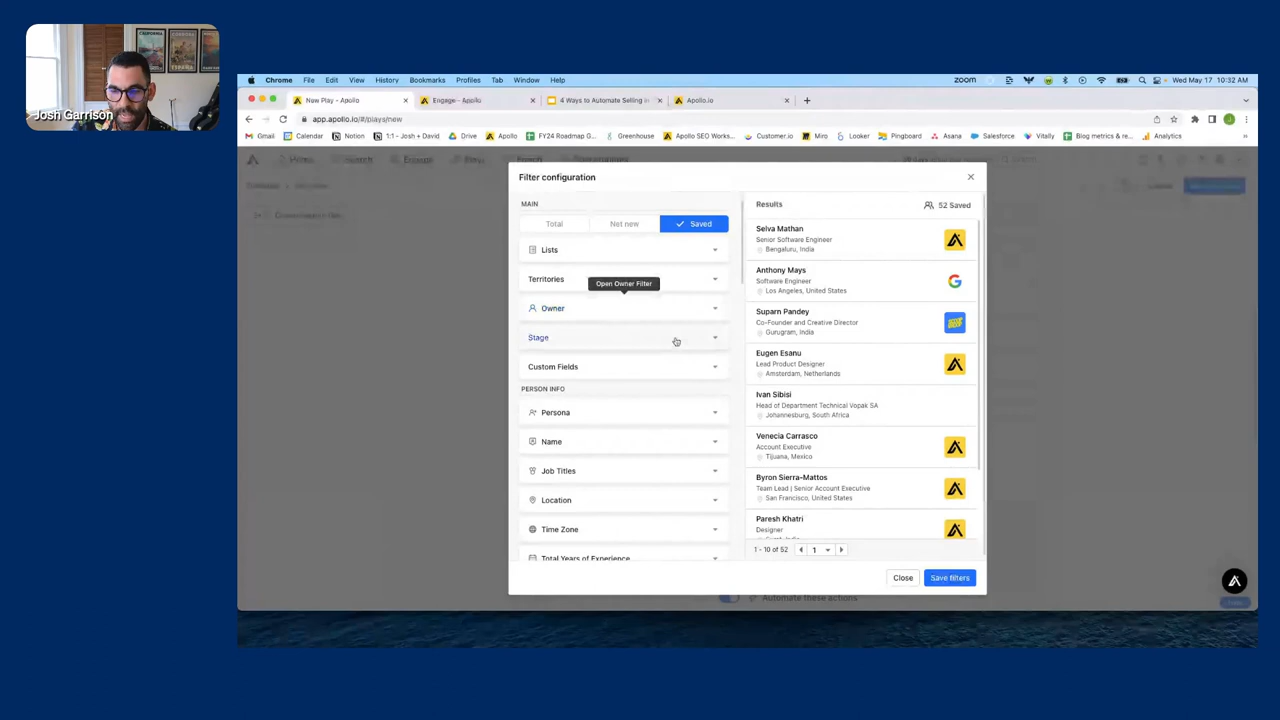 Josh Garrison
Chrome File Edit View History Bookmarks Profiles Tab Window Help
zoom
Wed May 17 10:32 AM
New Play - Apollo
Engage - Apollo
4 Ways to Automate Selling in
Apollo.io
app.apollo.io/#/plays/new
Gmail Calendar Notion 1:1 - Josh + David Drive Apollo FY24 Roadmap G... Greenhouse Apollo SEO Works... Customer.io Miro Looker Pingboard Asana Salesforce Vitally Blog metrics & re... Analytics
Filter configuration
MAIN
Total
Net new
Saved
Lists
Territories
Open Owner Filter
Owner
Stage
Custom Fields
PERSON INFO
Persona
Name
Job Titles
Location
Time Zone
Total Years of Experience
Results
52 Saved
Selva Mathan
Senior Software Engineer
Bengaluru, India
Anthony Mays
Software Engineer
Los Angeles, United States
Suparn Pandey
Co-Founder and Creative Director
Gurugram, India
Eugen Esanu
Lead Product Designer
Amsterdam, Netherlands
Ivan Sibisi
Head of Department Technical Vopak SA
Johannesburg, South Africa
Venecia Carrasco
Account Executive
Tijuana, Mexico
Byron Sierra-Mattos
Team Lead | Senior Account Executive
San Francisco, United States
Paresh Khatri
Designer
1 - 10 of 52
1
Close
Save filters
Automate these actions